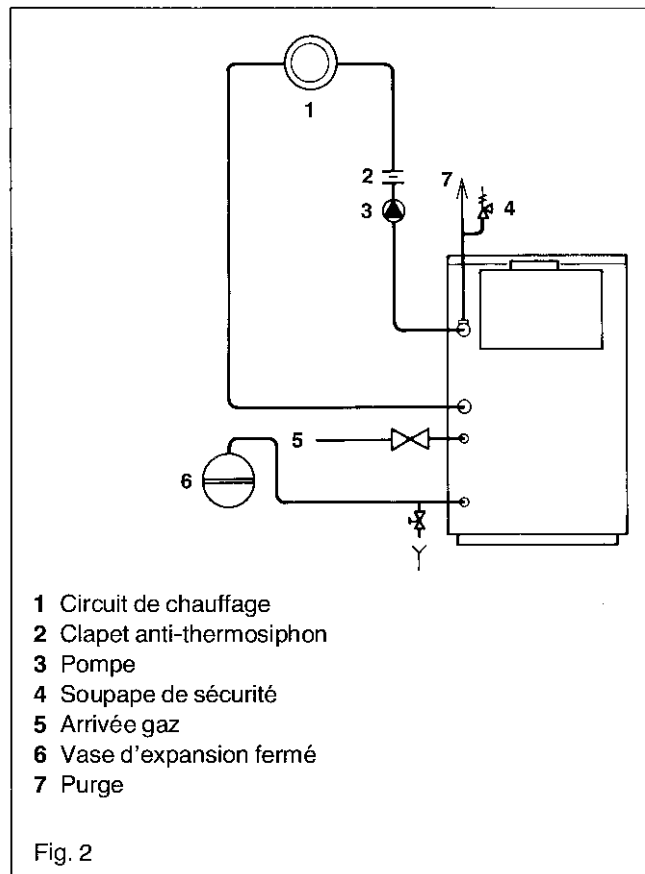 1
2
3
7
4
5
6
1 Circuit de chauffage
2 Clapet anti-thermosiphon
3 Pompe
4 Soupape de sécurité
5 Arrivée gaz
6 Vase d'expansion fermé
7 Purge
Fig. 2